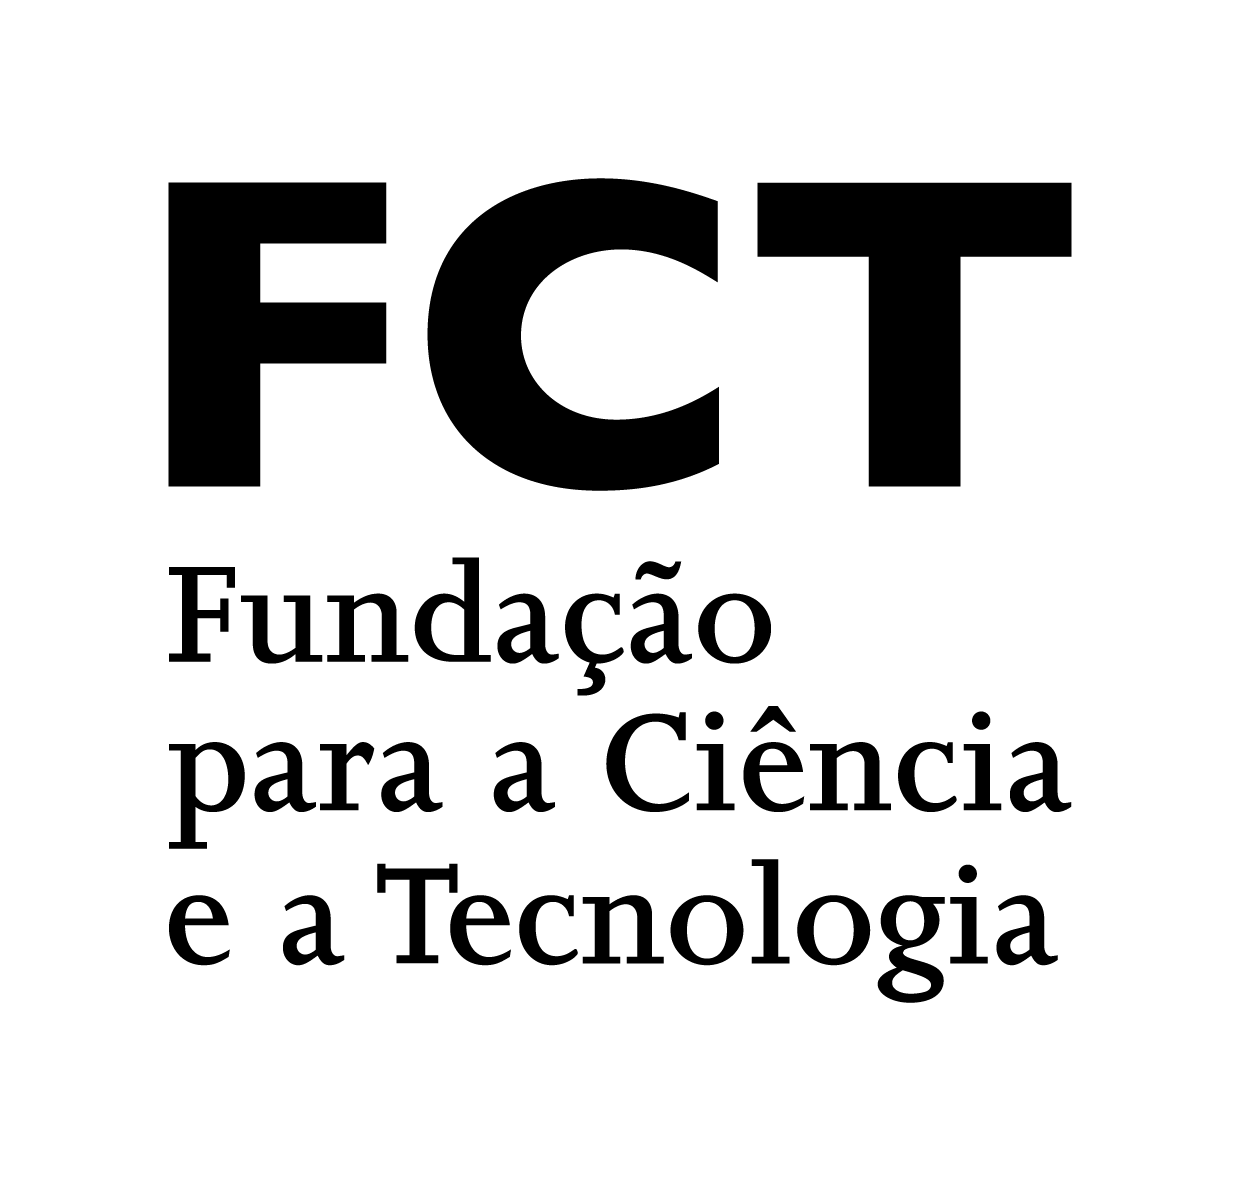 FCT
Fundação
para a Ciência
e a Tecnologia